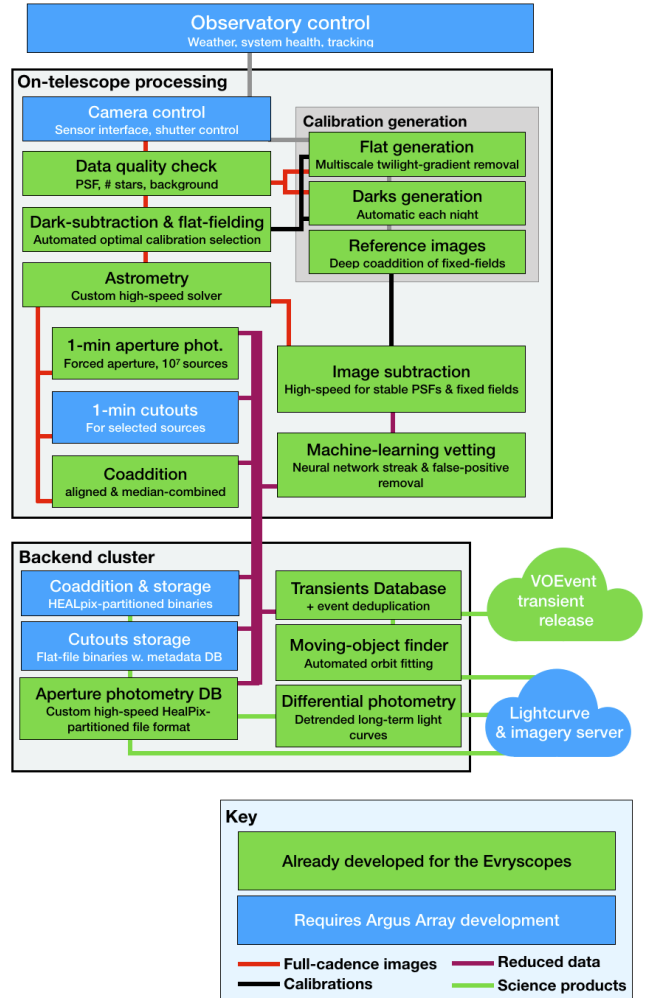 Observatory control
Weather, system health, tracking
On-telescope processing
Camera control
Sensor interface, shutter control
Data quality check
PSF, # stars, background
Dark-subtraction & flat-fielding
Automated optimal calibration selection
Astrometry
Custom high-speed solver
Calibration generation
Flat generation
Multiscale twilight-gradient removal
Darks generation
Automatic each night
Reference images
Deep coaddition of fixed-fields
1-min aperture phot.
Forced aperture, 10⁷ sources
1-min cutouts
For selected sources
Coaddition
aligned & median-combined
Image subtraction
High-speed for stable PSFs & fixed fields
Machine-learning vetting
Neural network streak & false-positive
removal
Backend cluster
Coaddition & storage
HEALpix-partitioned binaries
Cutouts storage
Flat-file binaries w. metadata DB
Aperture photometry DB
Custom high-speed HealPix-
partitioned file format
Transients Database
+ event deduplication
Moving-object finder
Automated orbit fitting
Differential photometry
Detrended long-term light
curves
VOEvent
transient
release
Lightcurve
& imagery server
Key
Already developed for the Evryscopes
Requires Argus Array development
Full-cadence images
Calibrations
Reduced data
Science products